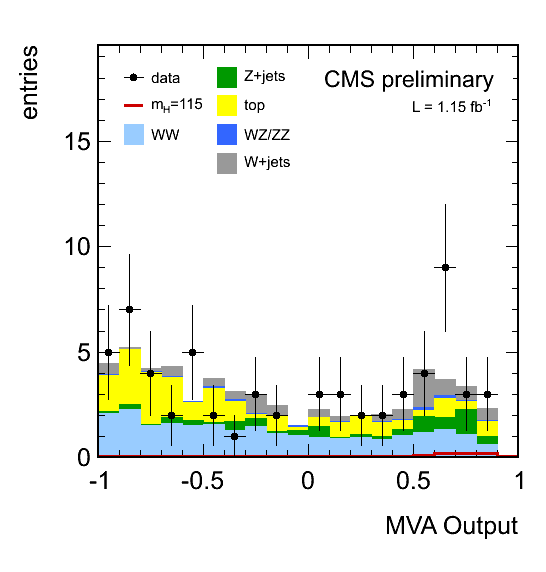 entries
data
m_H=115
WW
Z+jets
top
WZ/ZZ
W+jets
CMS preliminary
L = 1.15 fb⁻¹
15
10
5
0
-1
-0.5
0
0.5
1
MVA Output